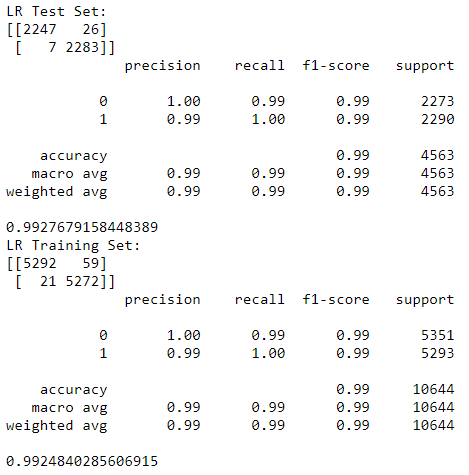 LR Test Set:
[[2247   26]
 [   7 2283]]
              precision    recall  f1-score   support

           0       1.00      0.99      0.99      2273
           1       0.99      1.00      0.99      2290

    accuracy                           0.99      4563
   macro avg       0.99      0.99      0.99      4563
weighted avg       0.99      0.99      0.99      4563

0.9927679158448389
LR Training Set:
[[5292   59]
 [  21 5272]]
              precision    recall  f1-score   support

           0       1.00      0.99      0.99      5351
           1       0.99      1.00      0.99      5293

    accuracy                           0.99     10644
   macro avg       0.99      0.99      0.99     10644
weighted avg       0.99      0.99      0.99     10644

0.9924840285606915